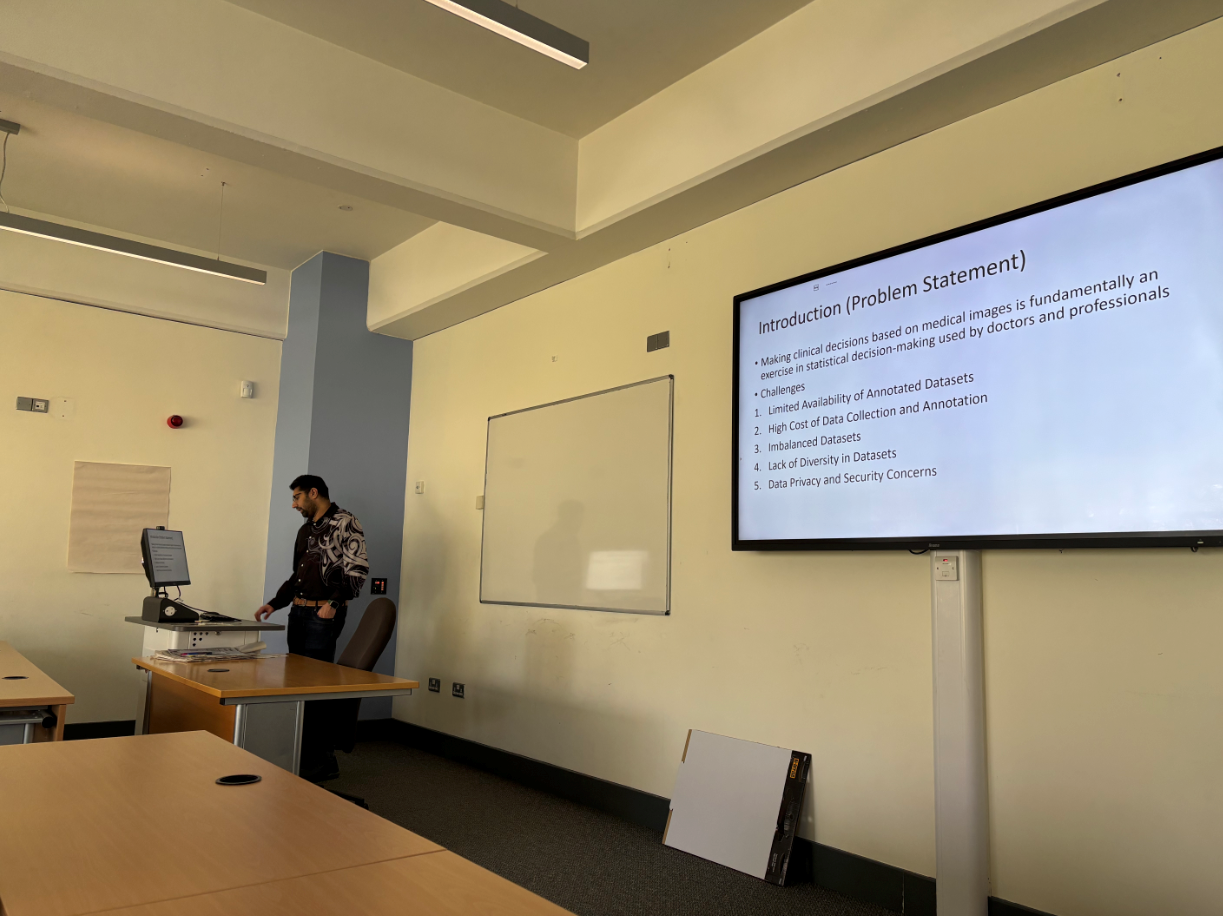 Introduction (Problem Statement)
• Making clinical decisions based on medical images is fundamentally an
exercise in statistical decision-making used by doctors and professionals
• Challenges
1. Limited Availability of Annotated Datasets
2. High Cost of Data Collection and Annotation
3. Imbalanced Datasets
4. Lack of Diversity in Datasets
5. Data Privacy and Security Concerns